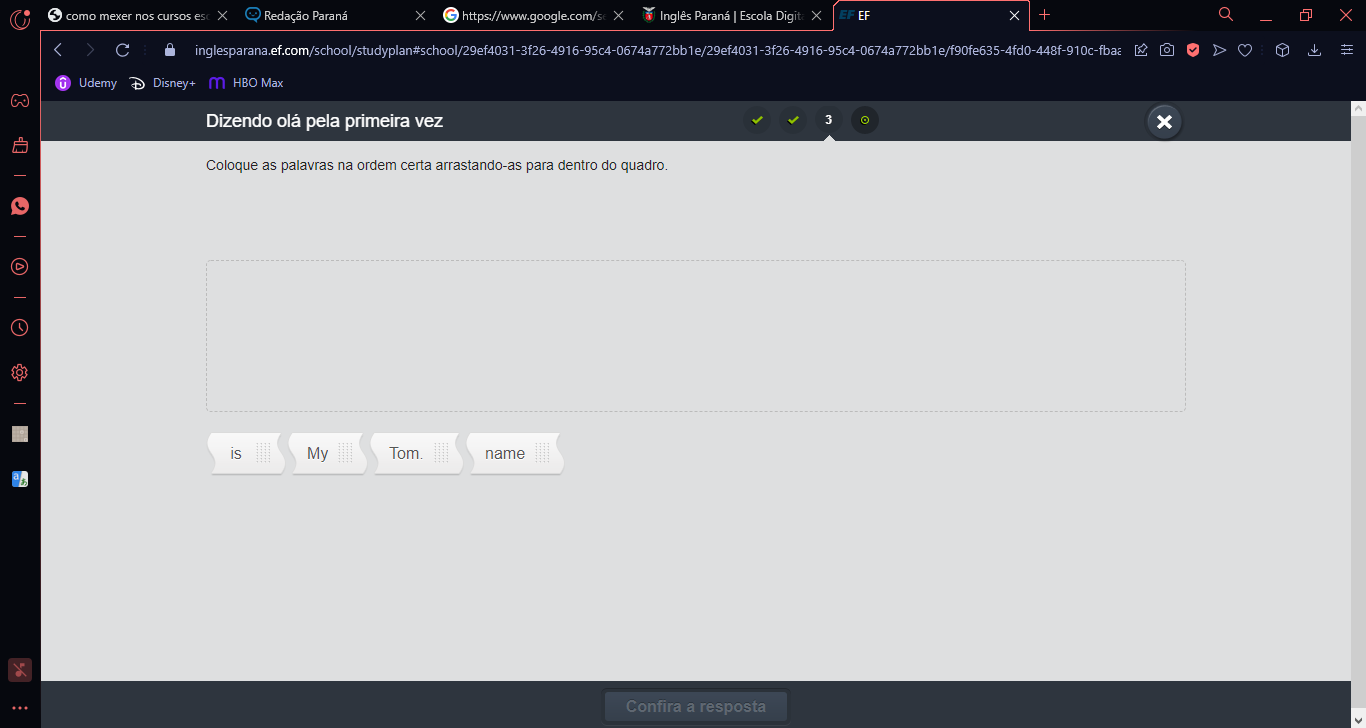 como mexer nos cursos esc
Redação Paraná
https://www.google.com/se
Inglês Paraná | Escola Digita
EF EF
inglesparana.ef.com/school/studyplan#school/29ef4031-3f26-4916-95c4-0674a772bb1e/29ef4031-3f26-4916-95c4-0674a772bb1e/f90fe635-4fd0-448f-910c-fbaa
Udemy
Disney+
HBO Max
Dizendo olá pela primeira vez
3
Coloque as palavras na ordem certa arrastando-as para dentro do quadro.
is
My
Tom.
name
Confira a resposta